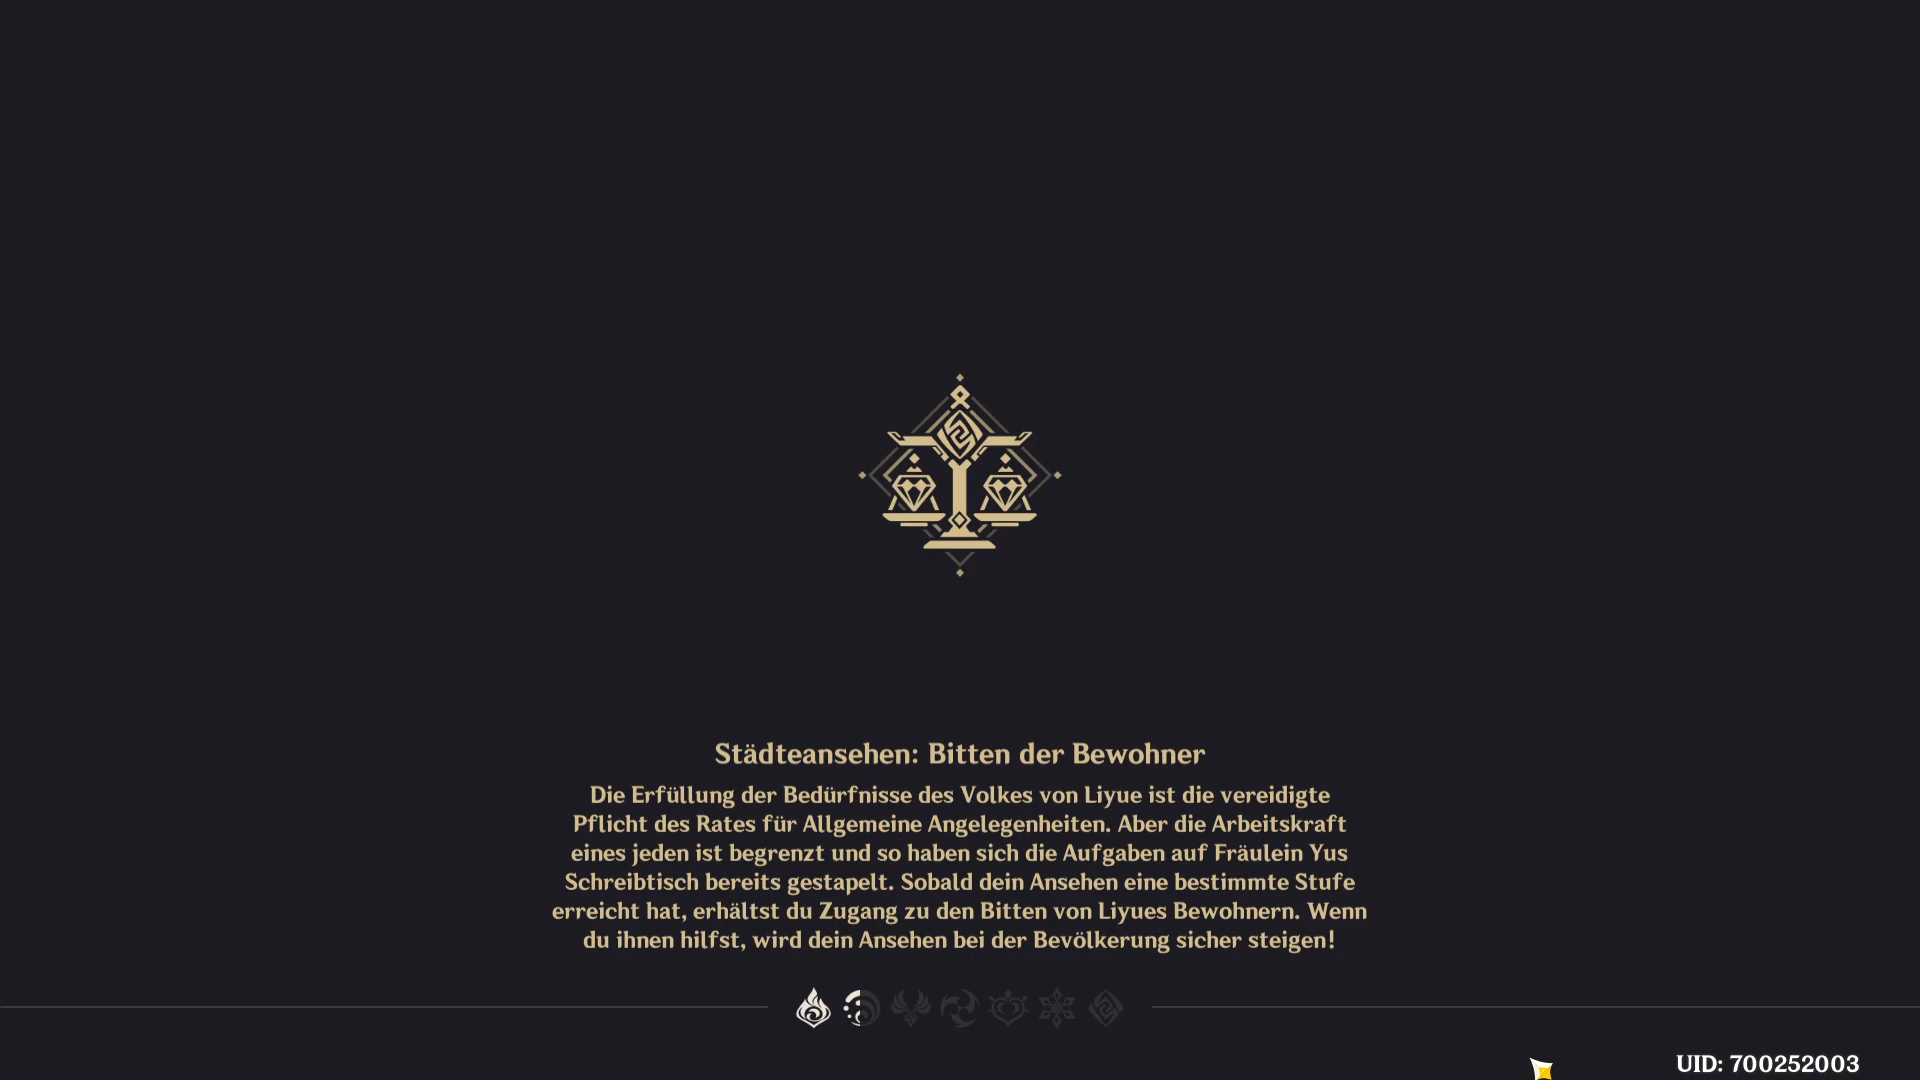 Städteansehen: Bitten der Bewohner
Die Erfüllung der Bedürfnisse des Volkes von Liyue ist die vereidigte
Pflicht des Rates für Allgemeine Angelegenheiten. Aber die Arbeitskraft
eines jeden ist begrenzt und so haben sich die Aufgaben auf Fräulein Yus
Schreibtisch bereits gestapelt. Sobald dein Ansehen eine bestimmte Stufe
erreicht hat, erhältst du Zugang zu den Bitten von Liyues Bewohnern. Wenn
du ihnen hilfst, wird dein Ansehen bei der Bevölkerung sicher steigen!
UID: 700252003